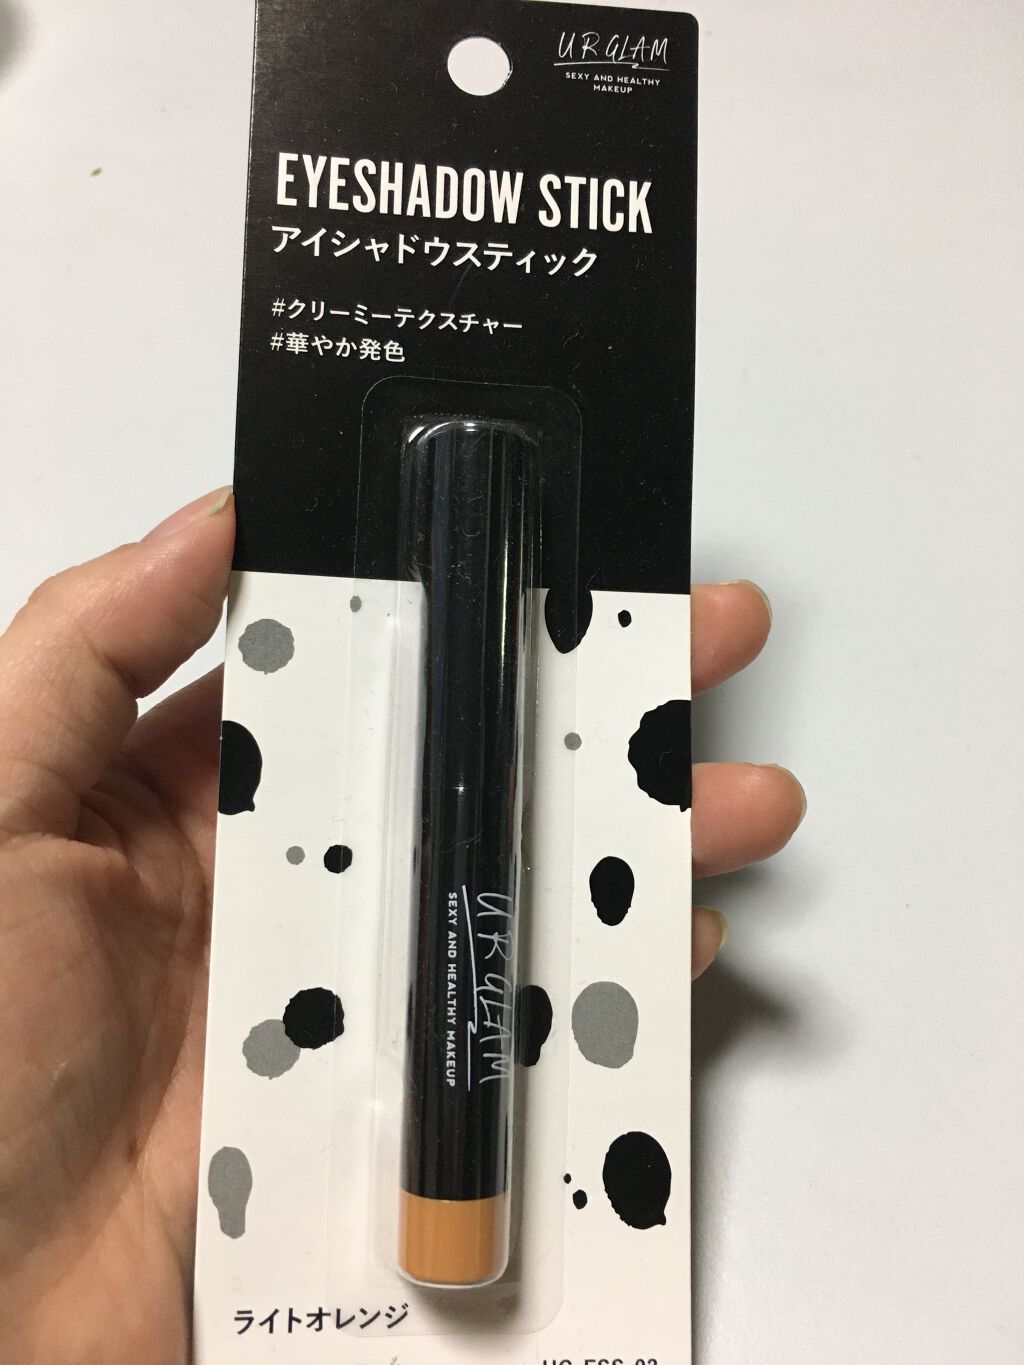 UR GLAM
SEXY AND HEALTHY
MAKEUP
EYESHADOW STICK
アイシャドウスティック
#クリーミーテクスチャー
#華やか発色
UR GLAM
SEXY AND HEALTHY MAKEUP
ライトオレンジ